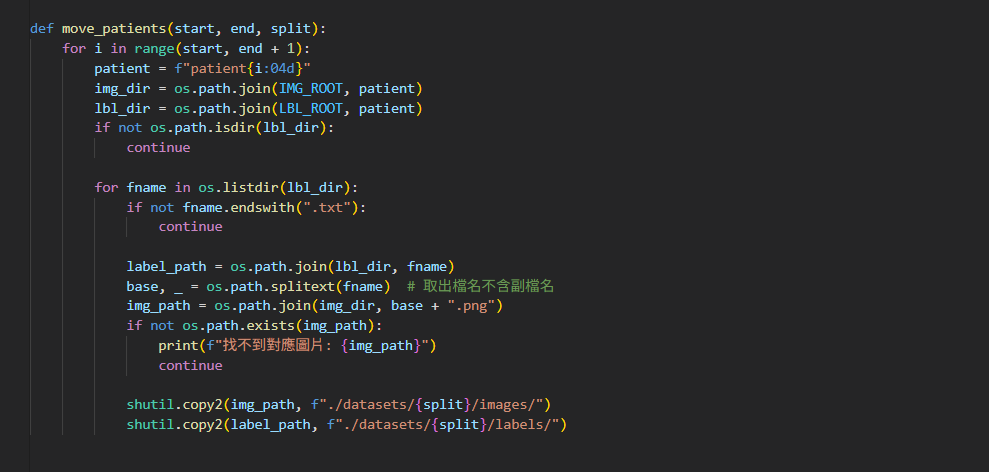 def move_patients(start, end, split):
    for i in range(start, end + 1):
        patient = f"patient{i:04d}"
        img_dir = os.path.join(IMG_ROOT, patient)
        lbl_dir = os.path.join(LBL_ROOT, patient)
        if not os.path.isdir(lbl_dir):
            continue

        for fname in os.listdir(lbl_dir):
            if not fname.endswith(".txt"):
                continue

            label_path = os.path.join(lbl_dir, fname)
            base, _ = os.path.splitext(fname)  # 取出檔名不含副檔名
            img_path = os.path.join(img_dir, base + ".png")
            if not os.path.exists(img_path):
                print(f"找不到對應圖片: {img_path}")
                continue

            shutil.copy2(img_path, f"./datasets/{split}/images/")
            shutil.copy2(label_path, f"./datasets/{split}/labels/")